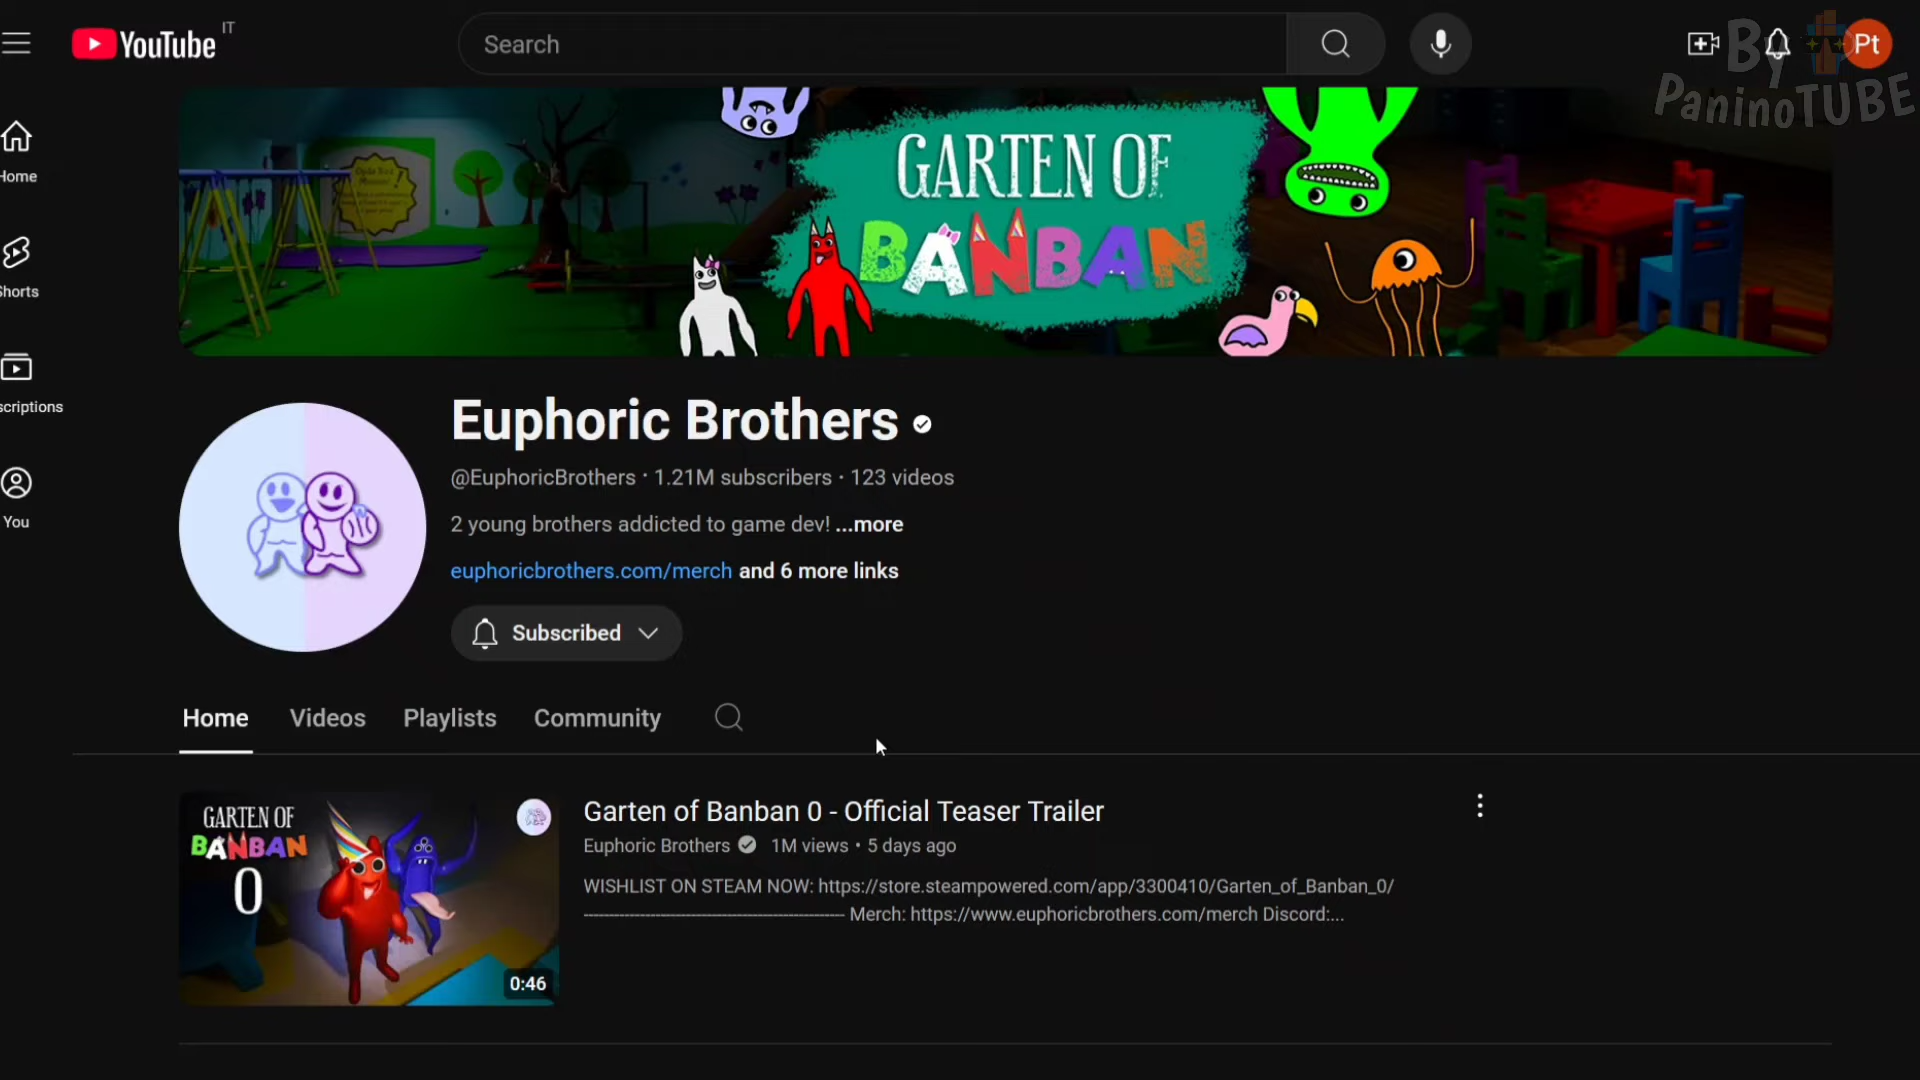 YouTube IT
Search
By
PaninoTUBE
Pt
Home
Shorts
scriptions
You
GARTEN OF
BANBAN
Euphoric Brothers
@EuphoricBrothers · 1.21M subscribers · 123 videos
2 young brothers addicted to game dev! ...more
euphoricbrothers.com/merch and 6 more links
Subscribed
Home Videos Playlists Community
GARTEN OF
BANBAN
0
0:46
Garten of Banban 0 - Official Teaser Trailer
Euphoric Brothers 1M views • 5 days ago
WISHLIST ON STEAM NOW: https://store.steampowered.com/app/3300410/Garten_of_Banban_0/
------------------------------------------------- Merch: https://www.euphoricbrothers.com/merch Discord:...